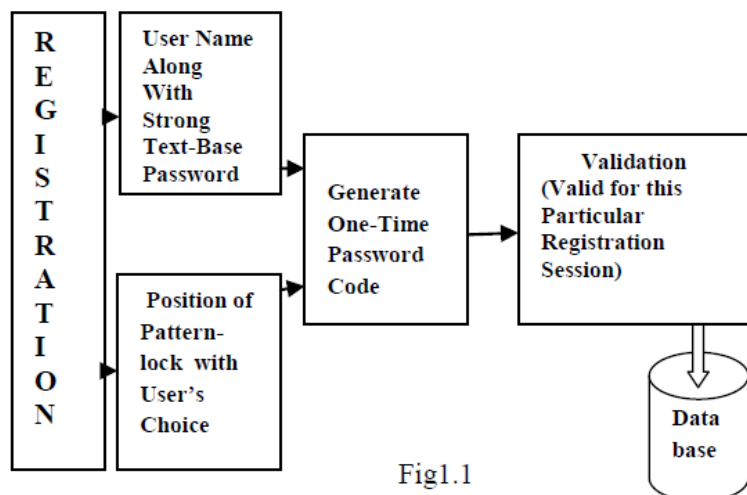 REGISTRATION
User Name
Along
With
Strong
Text-Base
Password
Position of
Pattern-
lock with
User's
Choice
Generate
One-Time
Password
Code
Validation
(Valid for this
Particular
Registration
Session)
Data
base
Fig1.1